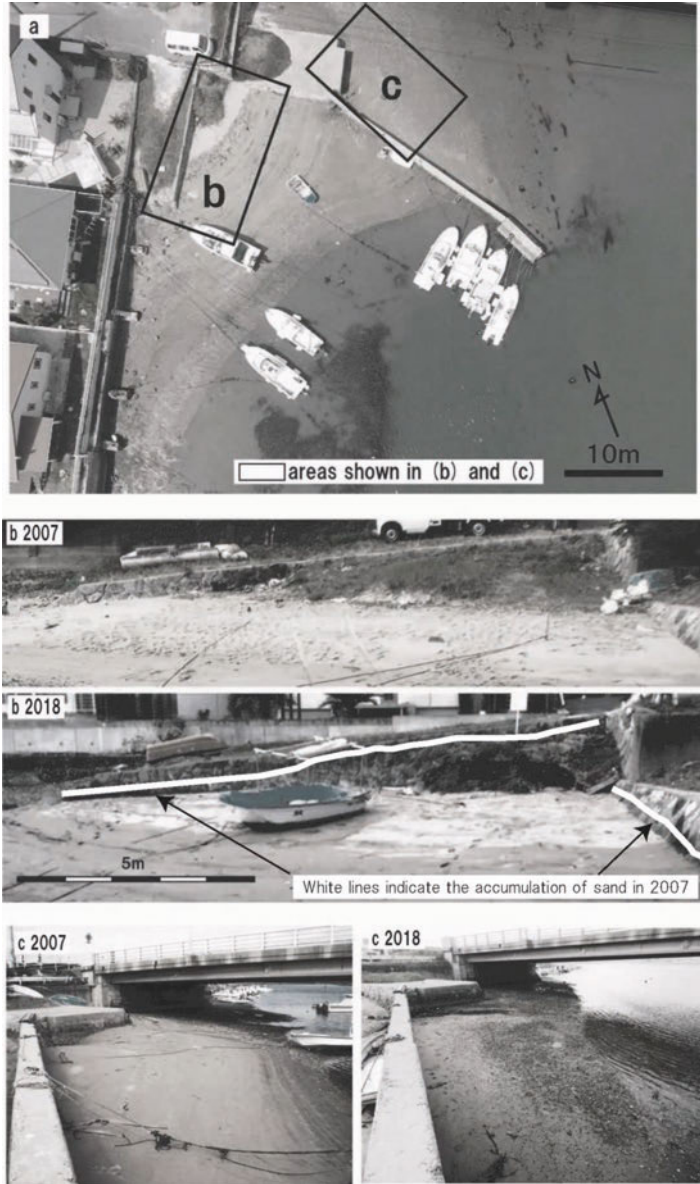 a
c
b
N
10m
areas shown in (b) and (c)
b 2007
b 2018
5m
White lines indicate the accumulation of sand in 2007
c 2007
c 2018